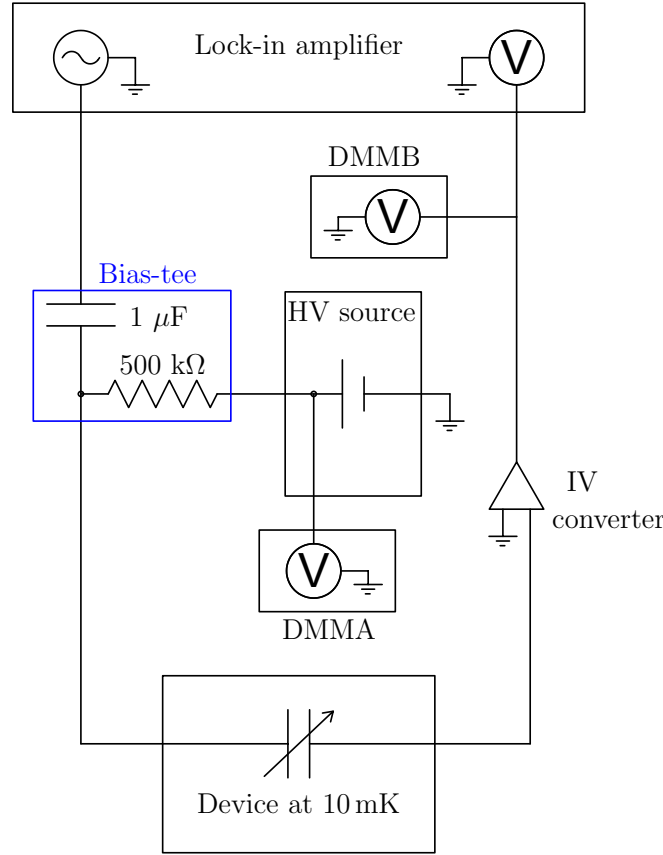 Lock-in amplifier
V
DMMB
V
Bias-tee
1 μF
HV source
500 kΩ
IV
converter
V
DMMA
Device at 10 mK